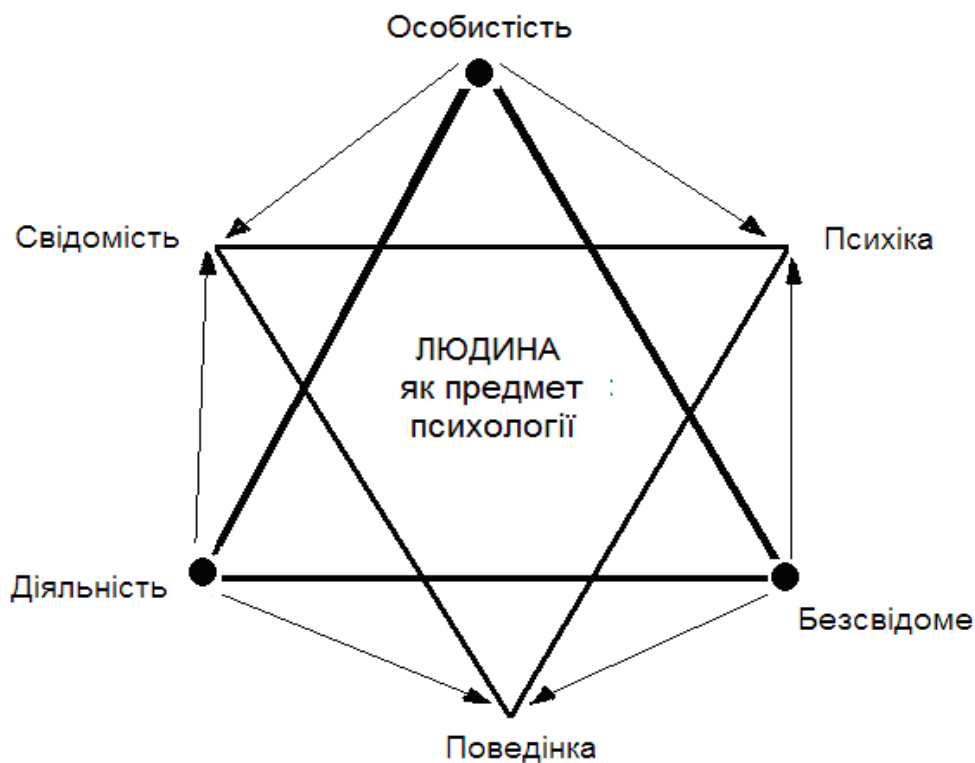 Особистість
Свідомість
Психіка
ЛЮДИНА
як предмет :
психології
Діяльність
Безсвідоме
Поведінка